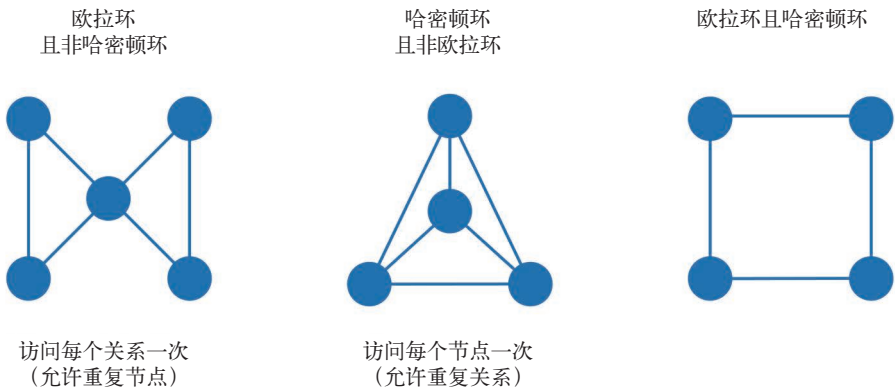 欧拉环
且非哈密顿环
哈密顿环
且非欧拉环
欧拉环且哈密顿环
访问每个关系一次
（允许重复节点）
访问每个节点一次
（允许重复关系）